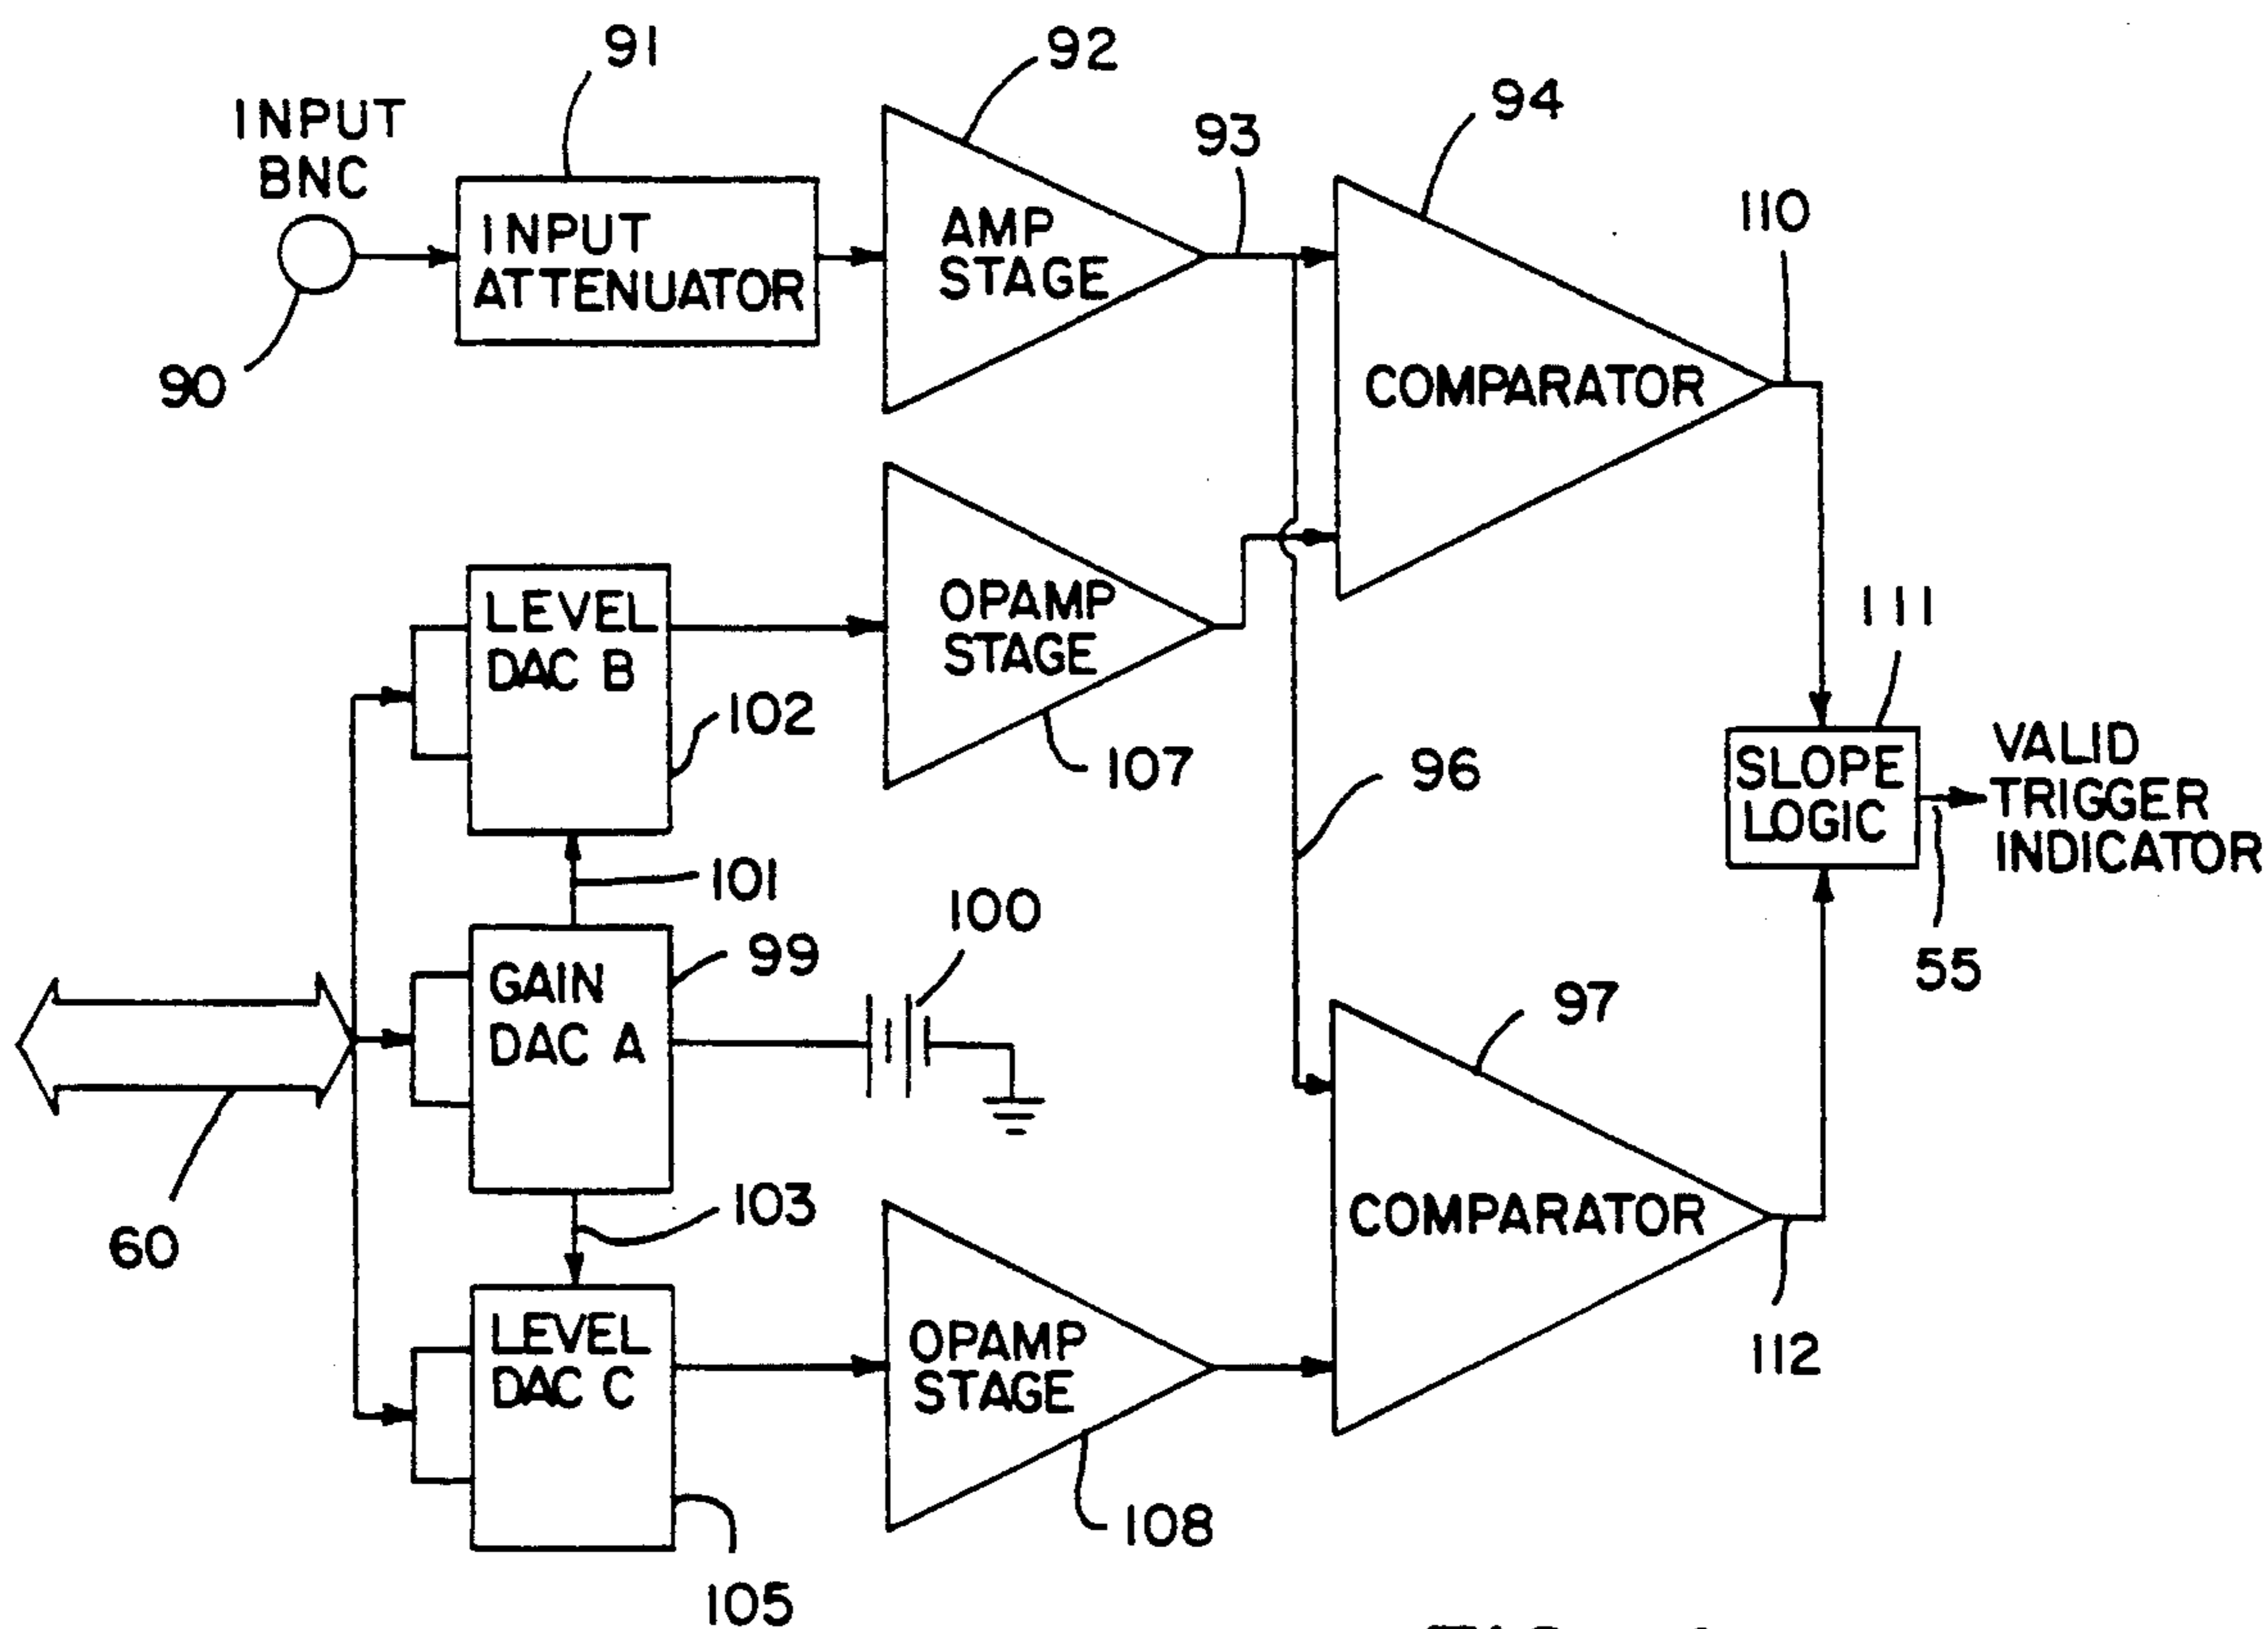 91
92
93
94
INPUT
BNC
INPUT
ATTENUATOR
AMP
STAGE
110
90
COMPARATOR
LEVEL
DAC B
102
OPAMP
STAGE
107
96
111
SLOPE
LOGIC
VALID
TRIGGER
INDICATOR
55
101
100
GAIN
DAC A
99
97
60
103
COMPARATOR
112
LEVEL
DAC C
OPAMP
STAGE
108
105